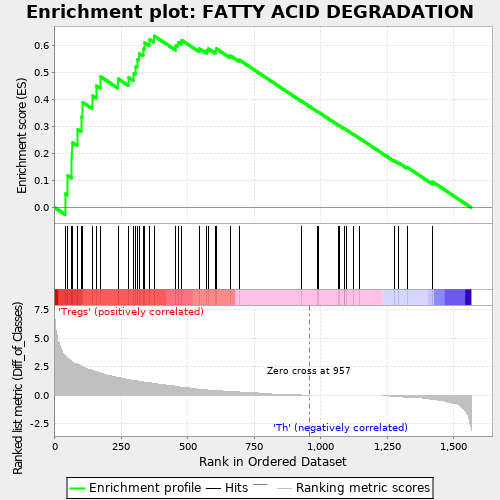 Enrichment plot: FATTY ACID DEGRADATION
Enrichment score (ES)
0.6
0.5
0.4
0.3
0.2
0.1
0.0
'Tregs' (positively correlated)
Ranked list metric (Diff_of_Classes)
7.5
5.0
2.5
0.0
-2.5
Zero cross at 957
'Th' (negatively correlated)
0 250 500 750 1,000 1,250 1,500
Rank in Ordered Dataset
Enrichment profile Hits Ranking metric scores